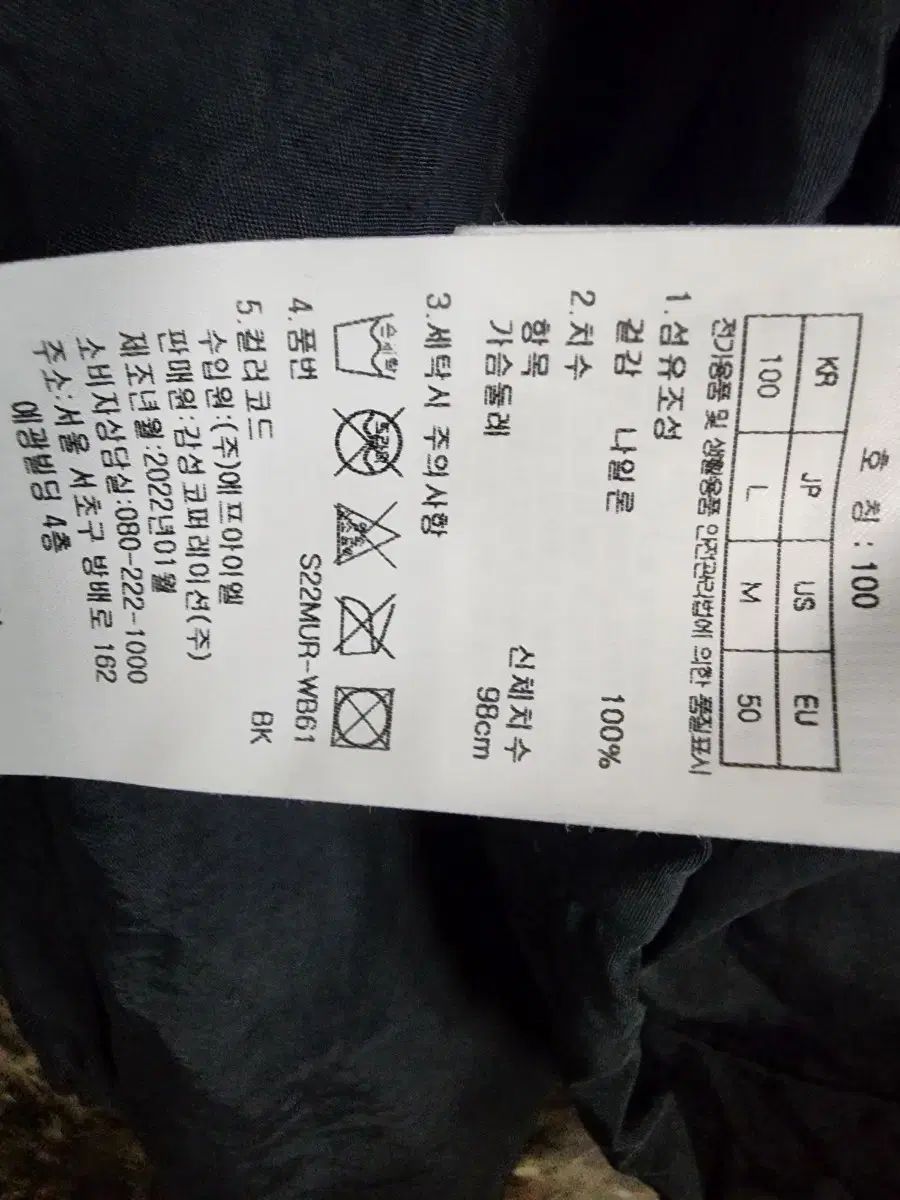 호칭 : 100
KR JP US EU
100 L M 50
전기용품 및 생활용품 안전관리법에 의한 품질표시
1.섬유조성
겉감 나일론 100%
2.치수
항목 신체치수
가슴둘레 98cm
3.세탁시 주의사항
손세탁
드라이
4.품번 S22MUR-WB61
5.컬러코드 BK
수입원:(주)에프아이엘
판매원:감성코퍼레이션(주)
제조년월:2022년01월
소비자상담실:080-222-1000
주소:서울 서초구 방배로 162
예광빌딩 4층